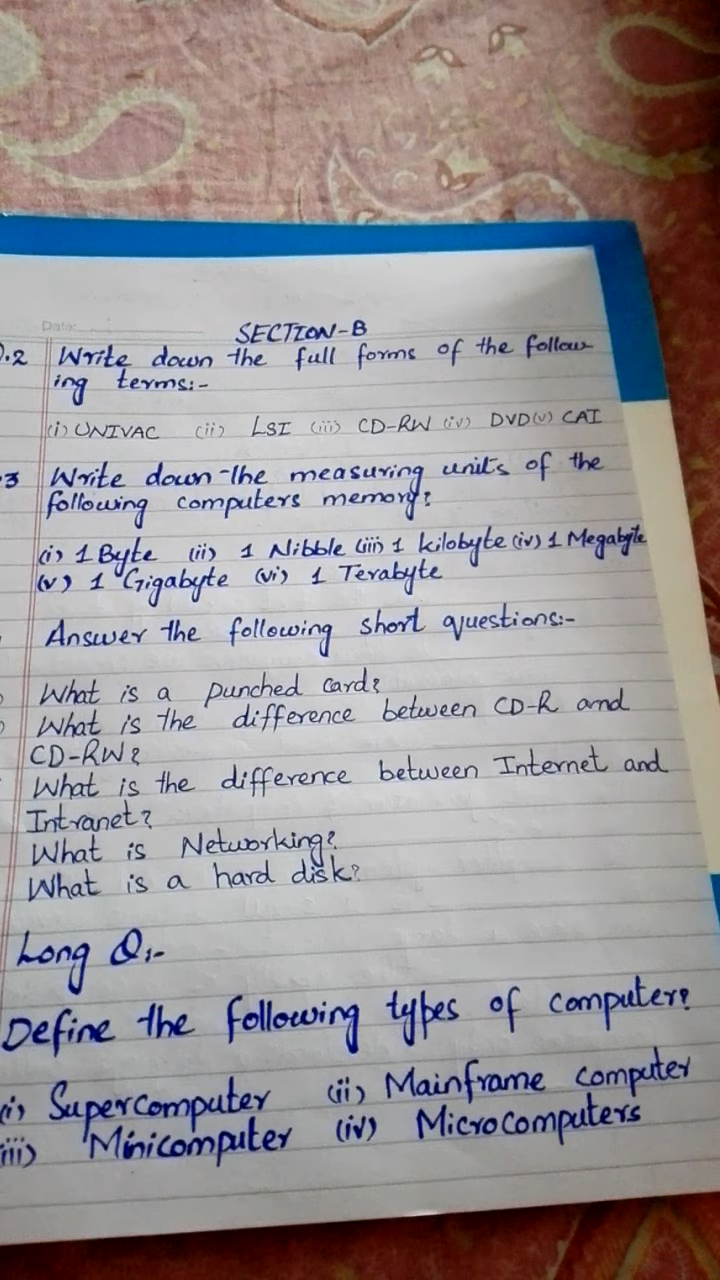 Date:
SECTION-B
.2 Write down the full forms of the follow
ing terms:-
(i) UNIVAC (ii) LSI (iii) CD-RW (iv) DVD (v) CAI
3 Write down the measuring units of the
following computers memory?
(i) 1 Byte (ii) 1 Nibble (iii) 1 kilobyte (iv) 1 Megabyte
(v) 1 Gigabyte (vi) 1 Terabyte
Answer the following short questions:-
What is a punched card?
What is the difference between CD-R and
CD-RW?
What is the difference between Internet and
Intranet?
What is Networking?
What is a hard disk?
Long Q:-
Define the following types of computer?
(i) Supercomputer (ii) Mainframe computer
(iii) Minicomputer (iv) Microcomputers